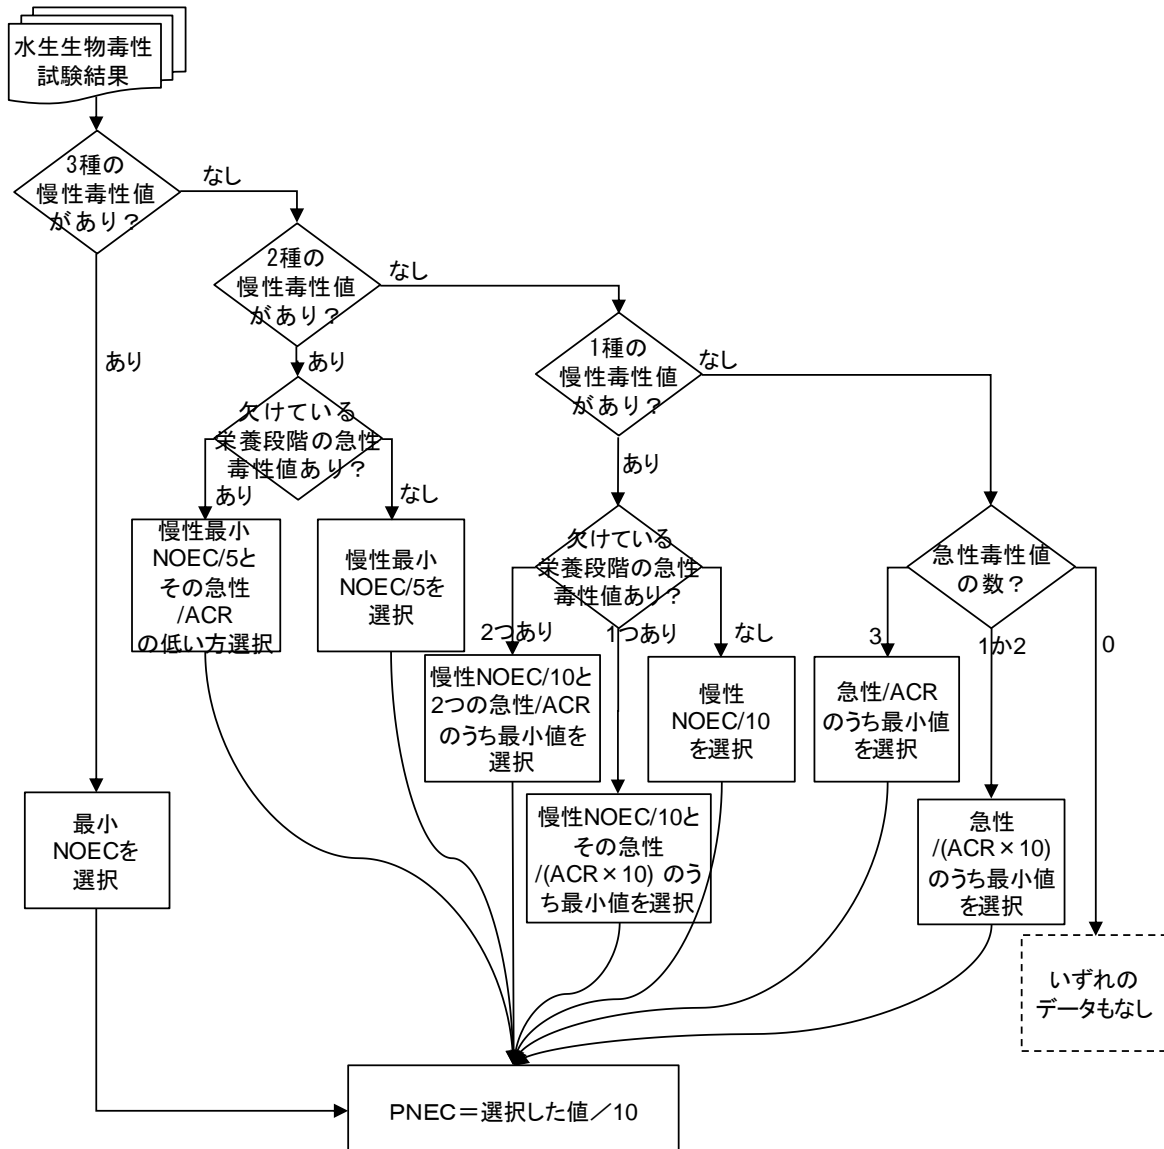 水生生物毒性
試験結果
3種の
慢性毒性値
があり？
なし
あり
2種の
慢性毒性値
があり？
なし
あり
1種の
慢性毒性値
があり？
なし
あり
欠けている
栄養段階の急性
毒性値あり？
あり
なし
慢性最小
NOEC/5と
その急性
/ACR
の低い方選択
慢性最小
NOEC/5を
選択
欠けている
栄養段階の急性
毒性値あり？
2つあり
1つあり
なし
急性毒性値
の数？
3
1か2
0
慢性NOEC/10と
2つの急性/ACR
のうち最小値を
選択
慢性
NOEC/10
を選択
急性/ACR
のうち最小値
を選択
最小
NOECを
選択
慢性NOEC/10と
その急性
/(ACR×10) のう
ち最小値を選択
急性
/(ACR×10)
のうち最小値
を選択
いずれの
データもなし
PNEC＝選択した値／10